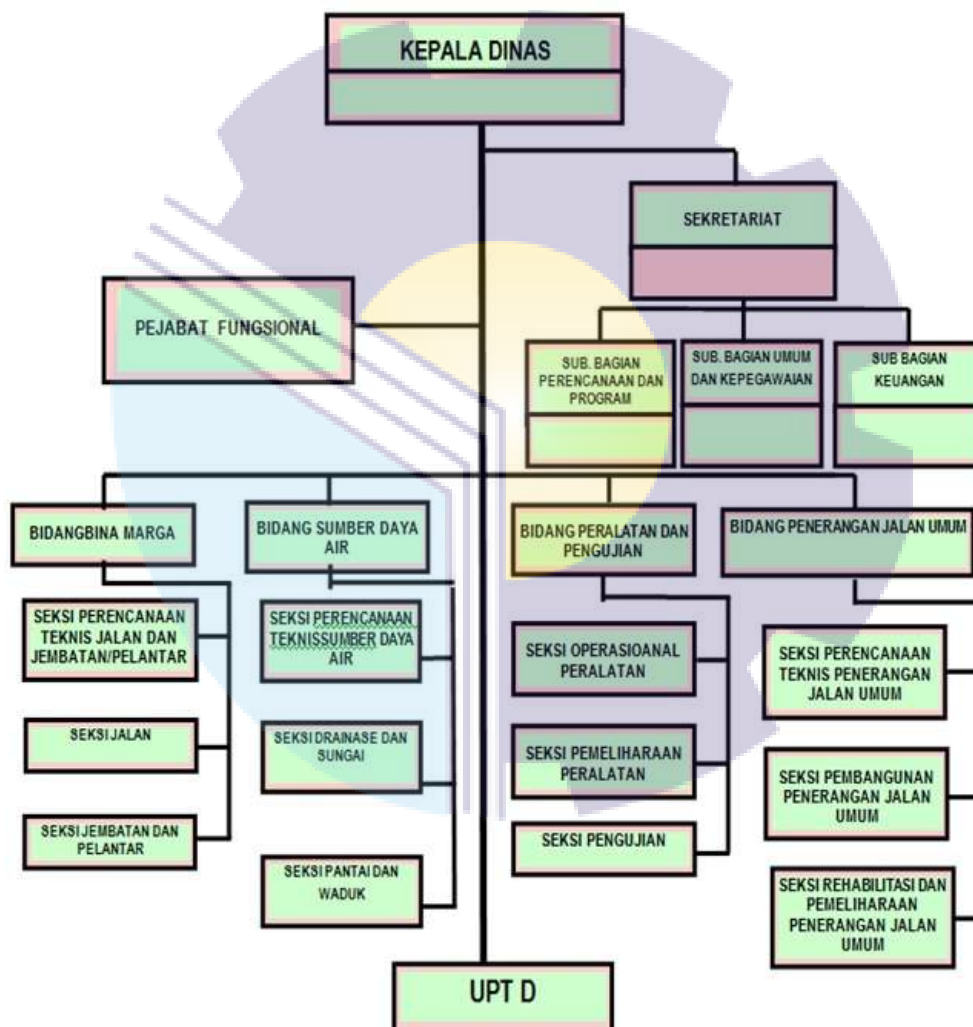 KEPALA DINAS
SEKRETARIAT
PEJABAT FUNGSIONAL
SUB. BAGIAN
PERENCANAAN DAN
PROGRAM
SUB. BAGIAN UMUM
DAN KEPEGAWAIAN
SUB BAGIAN
KEUANGAN
BIDANGBINA MARGA
BIDANG SUMBER DAYA
AIR
BIDANG PERALATAN DAN
PENGUJIAN
BIDANG PENERANGAN JALAN UMUM
SEKSI PERENCANAAN
TEKNIS JALAN DAN
JEMBATAN/PELANTAR
SEKSI JALAN
SEKSI JEMBATAN DAN
PELANTAR
SEKSI PERENCANAAN
TEKNISSUMBER DAYA
AIR
SEKSI DRAINASE DAN
SUNGAI
SEKSI PANTAI DAN
WADUK
SEKSI OPERASIOANAL
PERALATAN
SEKSI PEMELIHARAAN
PERALATAN
SEKSI PENGUJIAN
SEKSI PERENCANAAN
TEKNIS PENERANGAN
JALAN UMUM
SEKSI PEMBANGUNAN
PENERANGAN JALAN
UMUM
SEKSI REHABILITASI DAN
PEMELIHARAAN
PENERANGAN JALAN
UMUM
UPT D